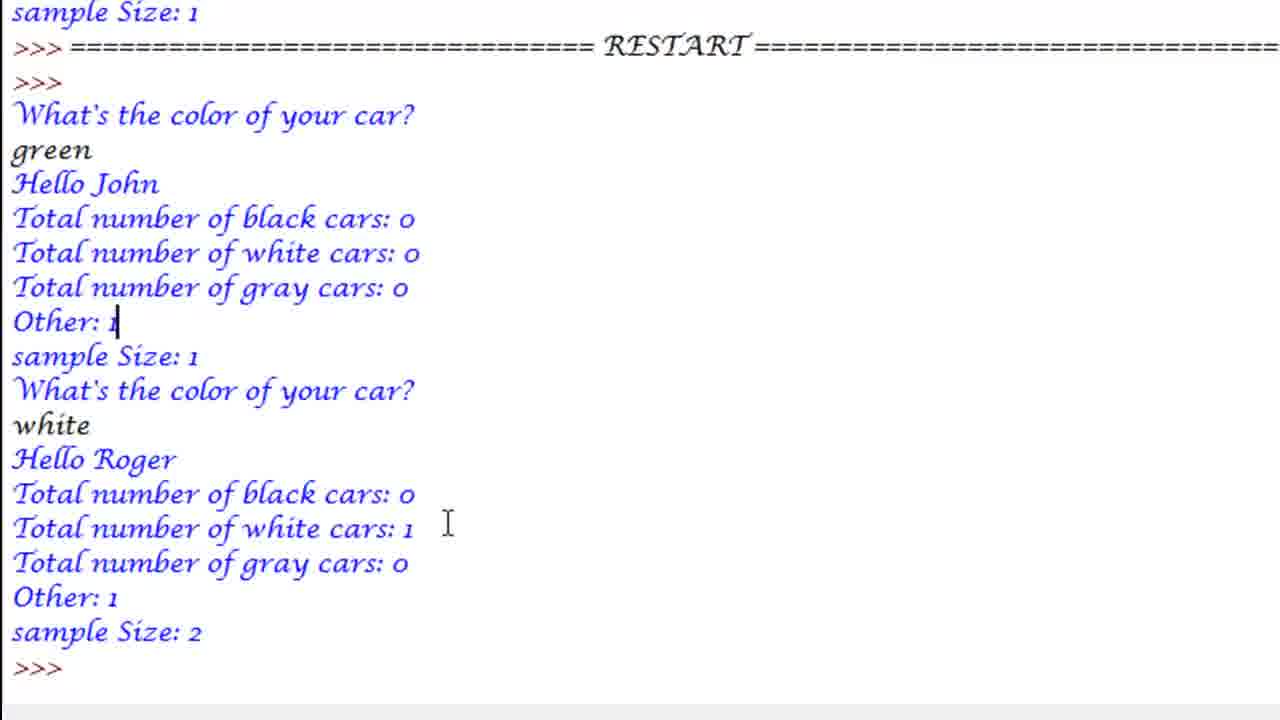 sample Size: 1
>>> ================================ RESTART ================================
>>>
What's the color of your car?
green
Hello John
Total number of black cars: 0
Total number of white cars: 0
Total number of gray cars: 0
Other: 1
sample Size: 1
What's the color of your car?
white
Hello Roger
Total number of black cars: 0
Total number of white cars: 1
Total number of gray cars: 0
Other: 1
sample Size: 2
>>>